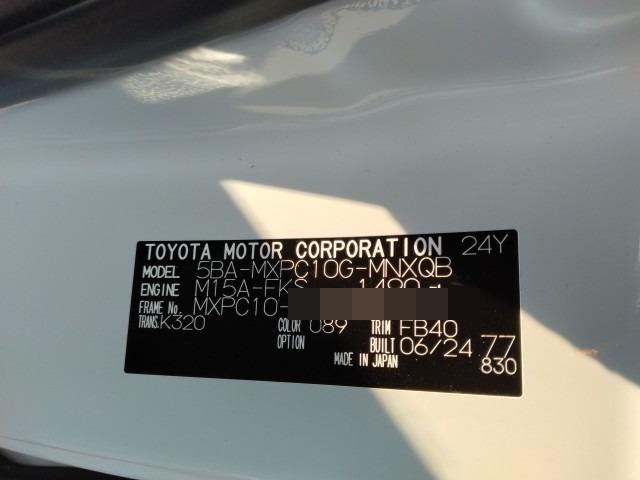 TOYOTA MOTOR CORPORATION 24Y
MODEL 5BA-MXPC10G-MNXQB
ENGINE M15A-FKS 1490
FRAME No. MXPC10-
TRANS. K320 COLOR 089 TRIM FB40
OPTION BUILT 06/24 77
MADE IN JAPAN 830